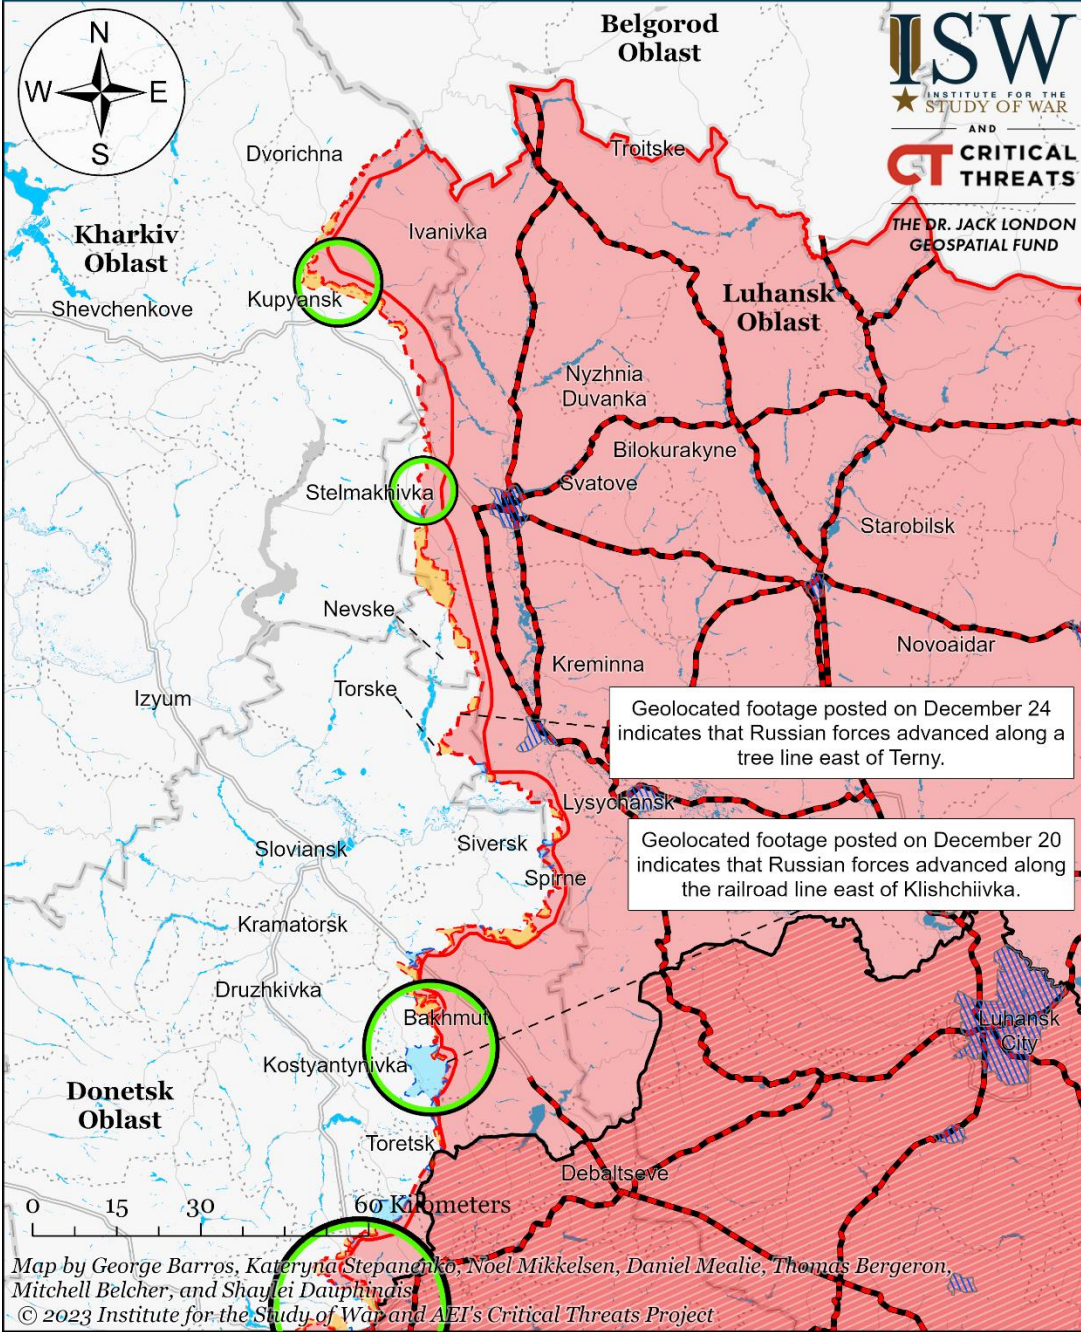 N
W E
S
Belgorod
Oblast
ISW
INSTITUTE FOR THE
STUDY OF WAR
AND
CT CRITICAL
THREATS
THE DR. JACK LONDON
GEOSPATIAL FUND
Dvorichna
Troitske
Kharkiv
Oblast
Ivanivka
Shevchenkove
Kupyansk
Luhansk
Oblast
Nyzhnia
Duvanka
Bilokurakyne
Stelmakhivka
Svatove
Starobilsk
Nevske
Novoaidar
Kreminna
Torske
Izyum
Geolocated footage posted on December 24
indicates that Russian forces advanced along a
tree line east of Terny.
Lysychansk
Siversk
Sloviansk
Spirne
Geolocated footage posted on December 20
indicates that Russian forces advanced along
the railroad line east of Klishchiivka.
Kramatorsk
Druzhkivka
Bakhmut
Luhansk
City
Kostyantynivka
Donetsk
Oblast
Toretsk
Debaltseve
0 15 30 60 Kilometers
Map by George Barros, Kateryna Stepanenko, Noel Mikkelsen, Daniel Mealie, Thomas Bergeron,
Mitchell Belcher, and Shaylei Dauphinais
© 2023 Institute for the Study of War and AEI's Critical Threats Project